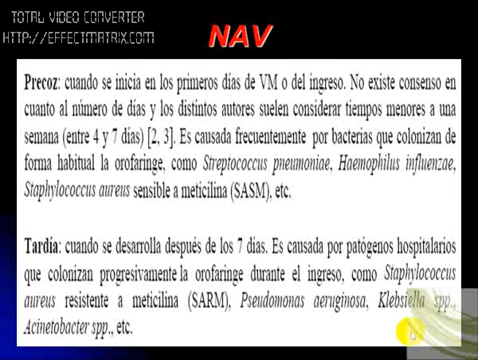 TOTAL VIDEO CONVERTER
HTTP://EFFECTMATRIX.COM
NAV
Precoz: cuando se inicia en los primeros días de VM o del ingreso. No existe consenso en
cuanto al número de días y los distintos autores suelen considerar tiempos menores a una
semana (entre 4 y 7 días) [2, 3]. Es causada frecuentemente por bacterias que colonizan de
forma habitual la orofaringe, como Streptococcus pneumoniae, Haemophilus influenzae,
Staphylococcus aureus sensible a meticilina (SASM), etc.
Tardía: cuando se desarrolla después de los 7 días. Es causada por patógenos hospitalarios
que colonizan progresivamente la orofaringe durante el ingreso, como Staphylococcus
aureus resistente a meticilina (SARM), Pseudomonas aeruginosa, Klebsiella spp.,
Acinetobacter spp., etc.